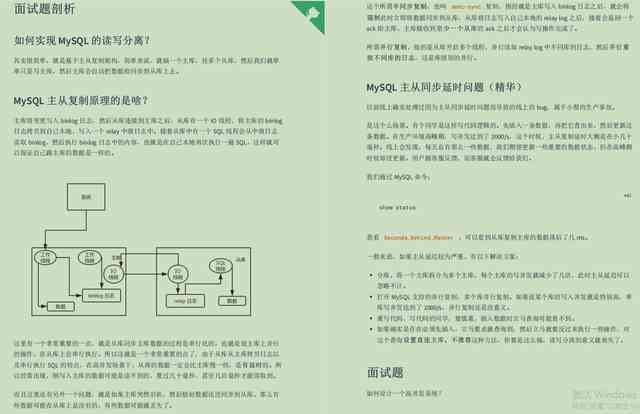 面试题剖析
如何实现 MySQL 的读写分离？
其实很简单，就是基于主从复制架构，简单来说，就搞一个主库，挂多个从库，然后我们就单
单只是写主库，然后主库会自动把数据给同步到从库上去。
MySQL 主从复制原理的是啥？
主库将变更写入 binlog 日志，然后从库连接到主库之后，从库有一个 IO 线程，将主库的 binlog
日志拷贝到自己本地，写入一个 relay 中继日志中。接着从库中有一个 SQL 线程会从中继日志
读取 binlog，然后执行 binlog 日志中的内容，也就是在自己本地再次执行一遍 SQL，这样就可
以保证自己跟主库的数据是一样的。
系统
工作
线程
工作
线程
主库
IO
线程
binlog 日志
数据
IO
线程
SQL
线程
从库
relay 日志
数据
这里有一个非常重要的一点，就是从库同步主库数据的过程是串行化的，也就是说主库上并行
的操作，在从库上会串行执行。所以这就是一个非常重要的点了，由于从库从主库拷贝日志以
及串行执行 SQL 的特点，在高并发场景下，从库的数据一定会比主库慢一些，是有延时的。所
以经常出现，刚写入主库的数据可能是读不到的，要过几十毫秒，甚至几百毫秒才能读取到。
而且这里还有另外一个问题，就是如果主库突然宕机，然后恰好数据还没同步到从库，那么有
些数据可能在从库上是没有的，有些数据可能就丢失了。
这个所谓半同步复制，也叫 semi-sync 复制，指的就是主库写入 binlog 日志之后，就会将
强制此时立即将数据同步到从库，从库将日志写入自己本地的 relay log 之后，接着会返回一个
ack 给主库，主库接收到至少一个从库的 ack 之后才会认为写操作完成了。
所谓并行复制，指的是从库开启多个线程，并行读取 relay log 中不同库的日志，然后并行重
放不同库的日志，这是库级别的并行。
MySQL 主从同步延时问题（精华）
以前线上确实处理过因为主从同步延时问题而导致的线上的 bug，属于小型的生产事故。
是这个么场景。有个同学是这样写代码逻辑的。先插入一条数据，再把它查出来，然后更新这
条数据。在生产环境高峰期，写并发达到了 2000/s，这个时候，主从复制延时大概是在小几十
毫秒。线上会发现，每天总有那么一些数据，我们期望更新一些重要的数据状态，但在高峰期
时候却没更新。用户跟客服反馈，而客服就会反馈给我们。
我们通过 MySQL 命令：
show status
查看 Seconds_Behind_Master ，可以看到从库复制主库的数据落后了几 ms。
一般来说，如果主从延迟较为严重，有以下解决方案：
• 分库，将一个主库拆分为多个主库，每个主库的写并发就减少了几倍，此时主从延迟可以
忽略不计。
• 打开 MySQL 支持的并行复制，多个库并行复制。如果说某个库的写入并发就是特别高，单
库写并发达到了 2000/s，并行复制还是没意义。
• 重写代码，写代码的同学，要慎重，插入数据时立马查询可能查不到。
• 如果确实是存在必须先插入，立马要求就查询到，然后立马就要反过来执行一些操作，对
这个查询设置直连主库。不推荐这种方法，你要是这么搞，读写分离的意义就丧失了。
面试题
如何设计一个高并发系统？
激活 Windows